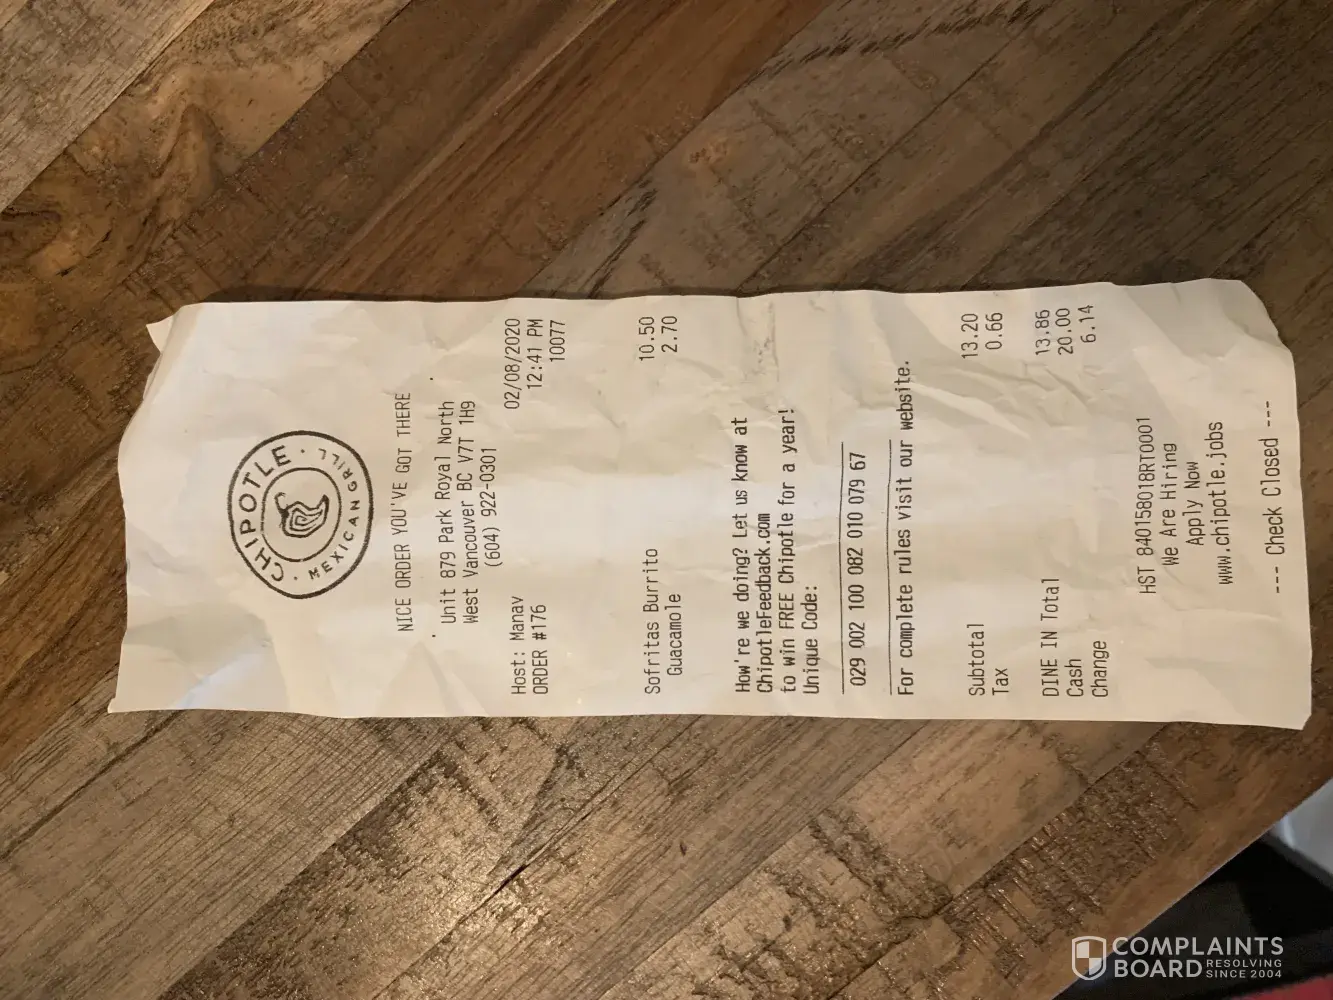 CHIPOTLE
MEXICAN GRILL
NICE ORDER YOU'VE GOT THERE
Unit 879 Park Royal North
West Vancouver BC V7T 1H9
(604) 922-0301
Host: Manav 02/08/2020
ORDER #176 12:41 PM
10077
Sofritas Burrito 10.50
Guacamole 2.70
How're we doing? Let us know at
ChipotleFeedback.com
to win FREE Chipotle for a year!
Unique Code:
029 002 100 082 010 079 67
For complete rules visit our website.
Subtotal 13.20
Tax 0.66
DINE IN Total 13.86
Cash 20.00
Change 6.14
HST 840158018RT0001
We Are Hiring
Apply Now
www.chipotle.jobs
--- Check Closed ---
COMPLAINTS
BOARD RESOLVING
SINCE 2004